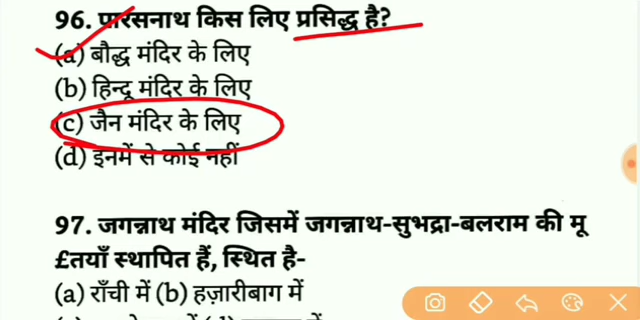 96. पारसनाथ किस लिए प्रसिद्ध है?
(a) बौद्ध मंदिर के लिए
(b) हिन्दू मंदिर के लिए
(c) जैन मंदिर के लिए
(d) इनमें से कोई नहीं
97. जगन्नाथ मंदिर जिसमें जगन्नाथ-सुभद्रा-बलराम की मू
£तयाँ स्थापित हैं, स्थित है-
(a) राँची में (b) हज़ारीबाग में